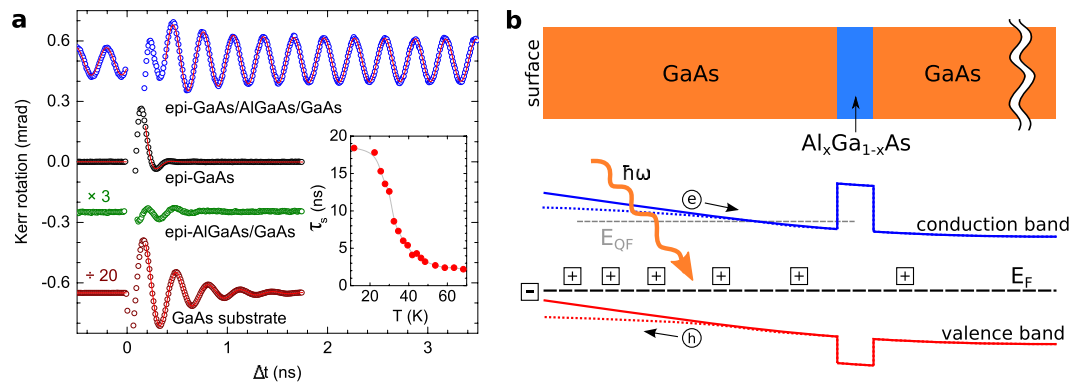 a
Kerr rotation (mrad)
0.6
0.3
0.0
-0.3
-0.6
epi-GaAs/AlGaAs/GaAs
epi-GaAs
× 3
epi-AlGaAs/GaAs
÷ 20
GaAs substrate
0
1
2
3
Δt (ns)
τs (ns)
20
15
10
5
0
20
40
60
T (K)
b
surface
GaAs
GaAs
AlxGa1-xAs
ħω
e
conduction band
EQF
+ + + + + +
EF
−
valence band
h